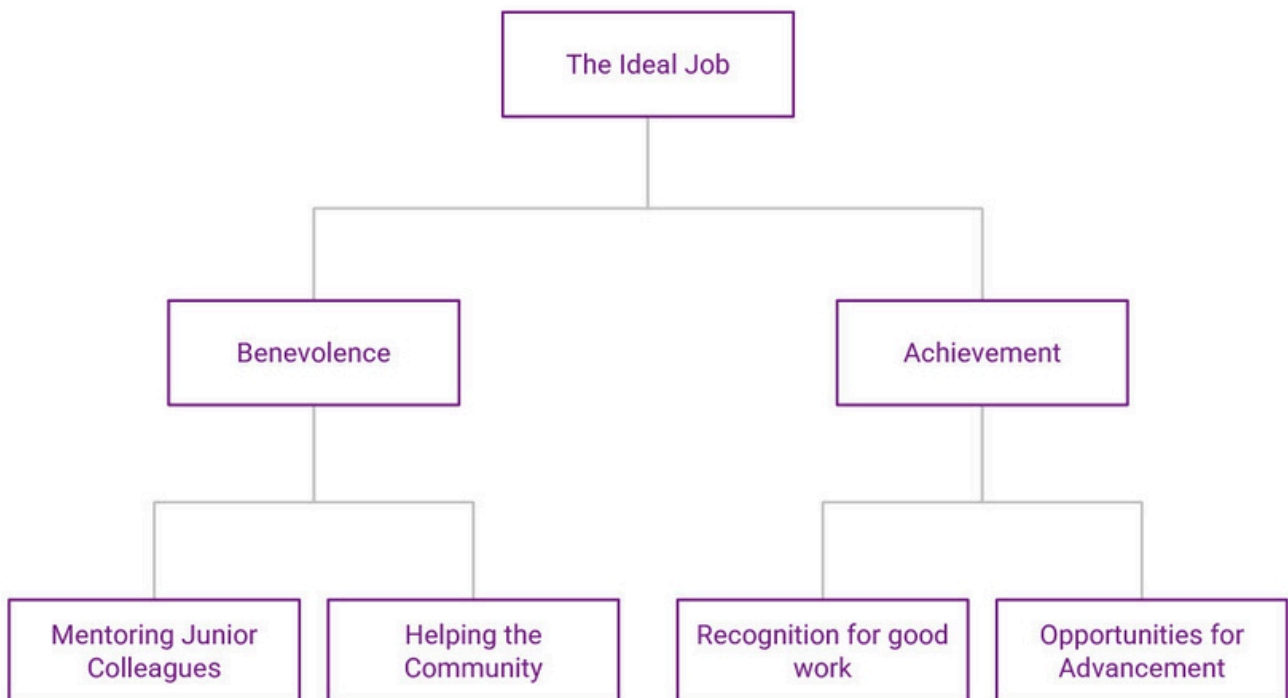 The Ideal Job
Benevolence
Achievement
Mentoring Junior
Colleagues
Helping the
Community
Recognition for good
work
Opportunities for
Advancement